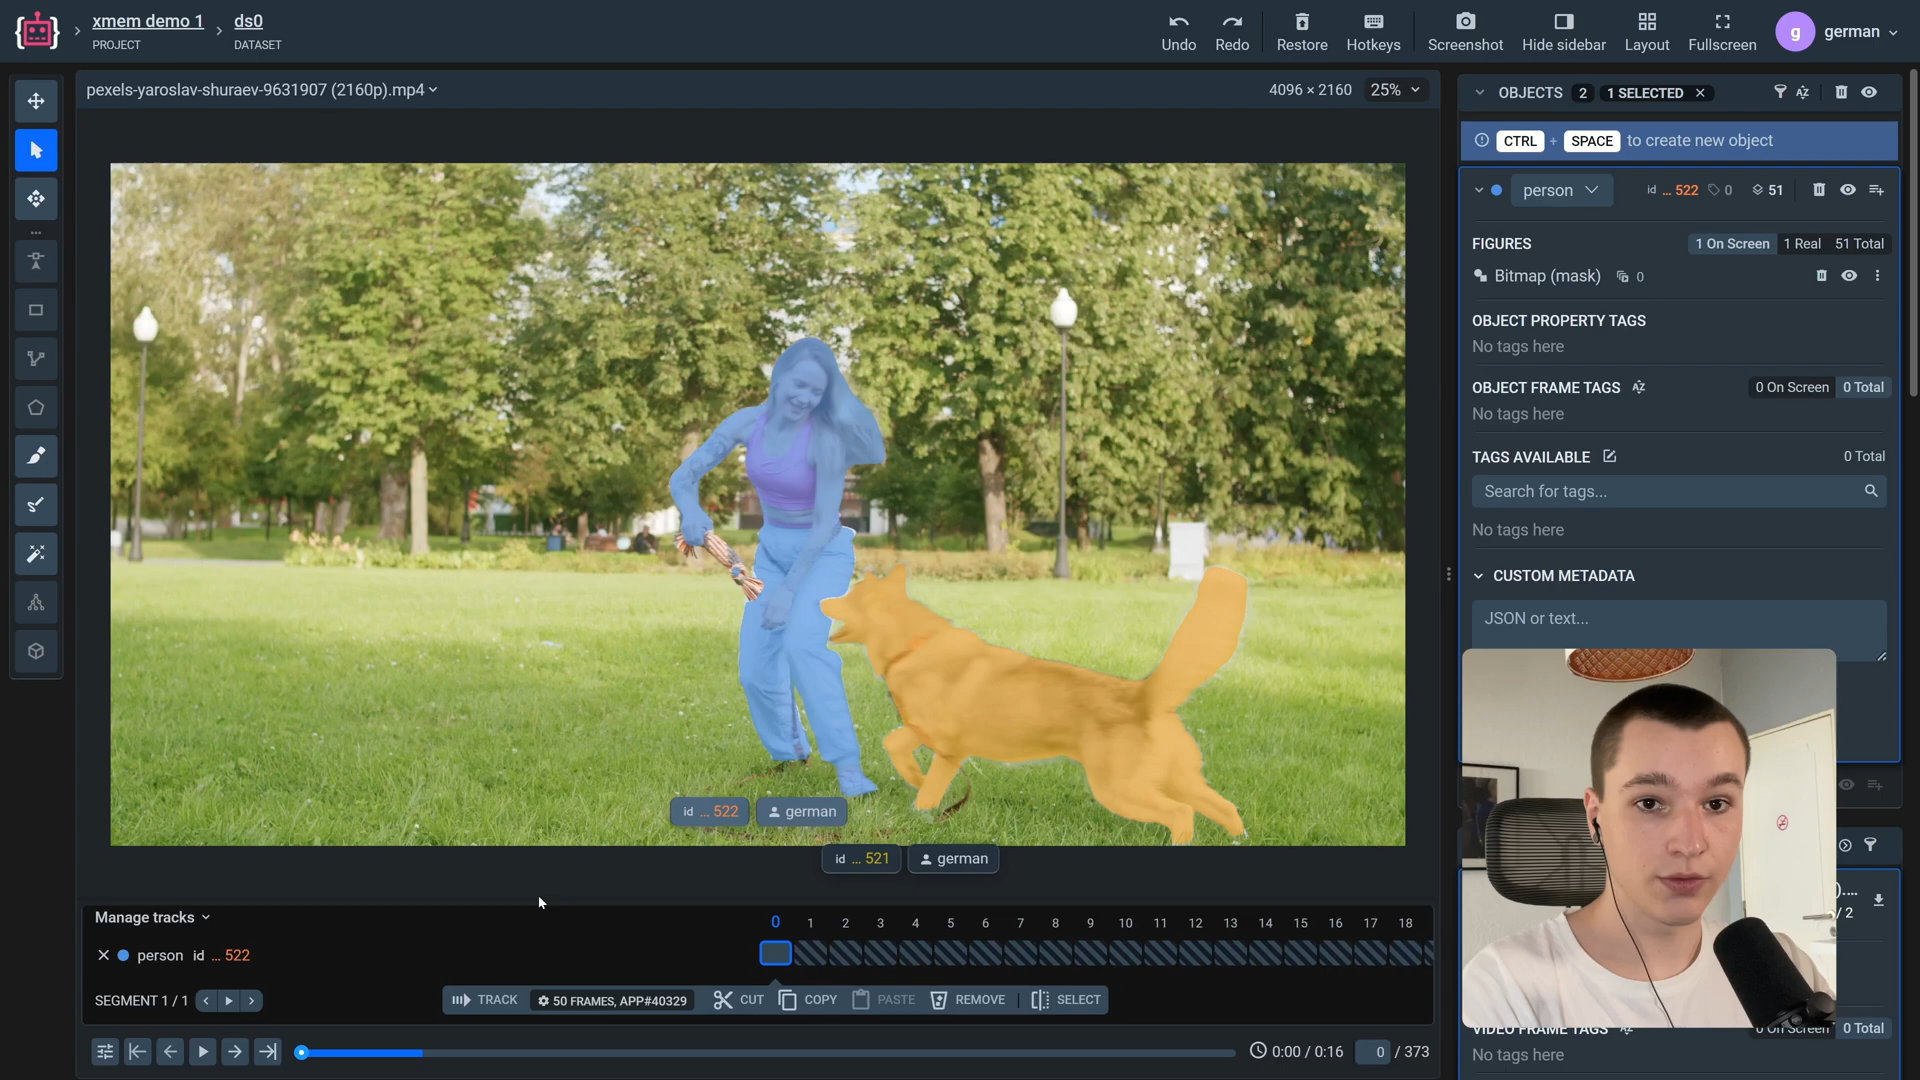 xmem demo 1
PROJECT
ds0
DATASET
Undo
Redo
Restore
Hotkeys
Screenshot
Hide sidebar
Layout
Fullscreen
g
german
pexels-yaroslav-shuraev-9631907 (2160p).mp4
4096 × 2160
25%
OBJECTS 2 1 SELECTED
CTRL + SPACE to create new object
person
id ... 522 0 51
FIGURES
1 On Screen 1 Real 51 Total
Bitmap (mask) 0
OBJECT PROPERTY TAGS
No tags here
OBJECT FRAME TAGS
0 On Screen 0 Total
No tags here
TAGS AVAILABLE
0 Total
Search for tags...
No tags here
CUSTOM METADATA
JSON or text...
id ... 522
german
id ... 521
german
)....
/ 2
VIDEO FRAME TAGS
0 On Screen 0 Total
No tags here
Manage tracks
0 1 2 3 4 5 6 7 8 9 10 11 12 13 14 15 16 17 18
person id ... 522
SEGMENT 1 / 1
TRACK
50 FRAMES, APP#40329
CUT
COPY
PASTE
REMOVE
SELECT
0:00 / 0:16
0 / 373